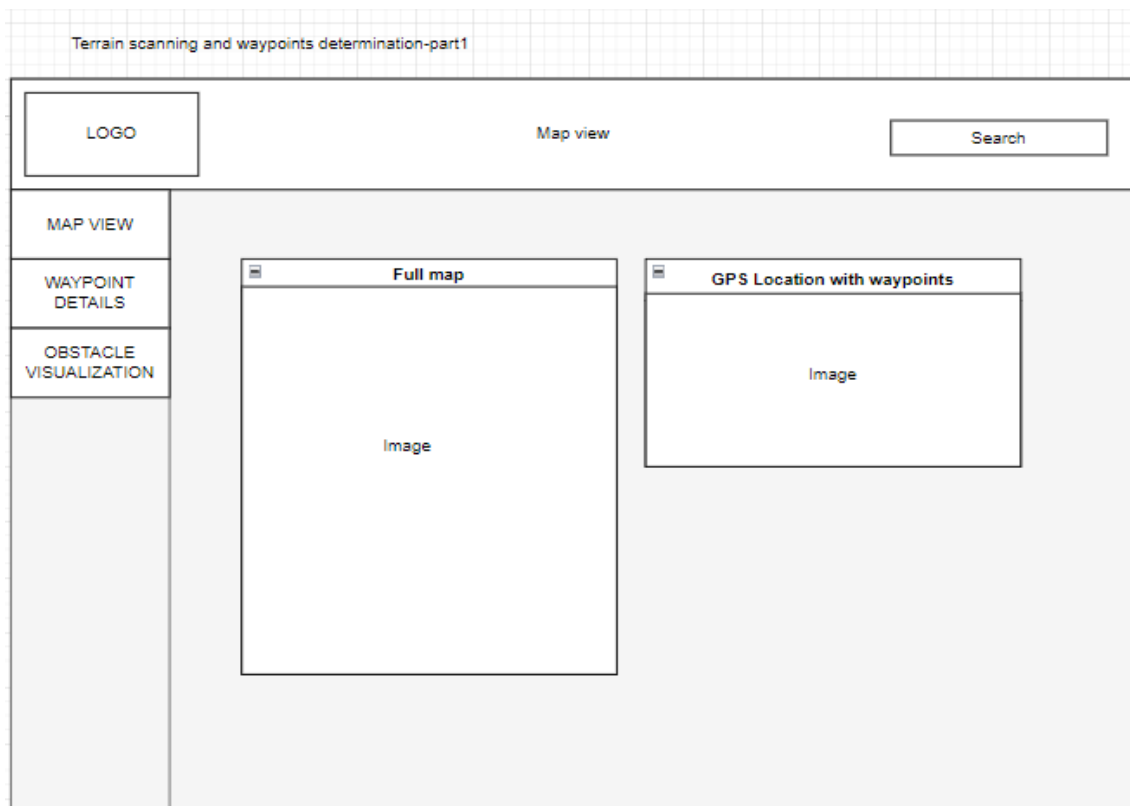 Terrain scanning and waypoints determination-part1
LOGO
Map view
Search
MAP VIEW
WAYPOINT
DETAILS
OBSTACLE
VISUALIZATION
Full map
Image
GPS Location with waypoints
Image